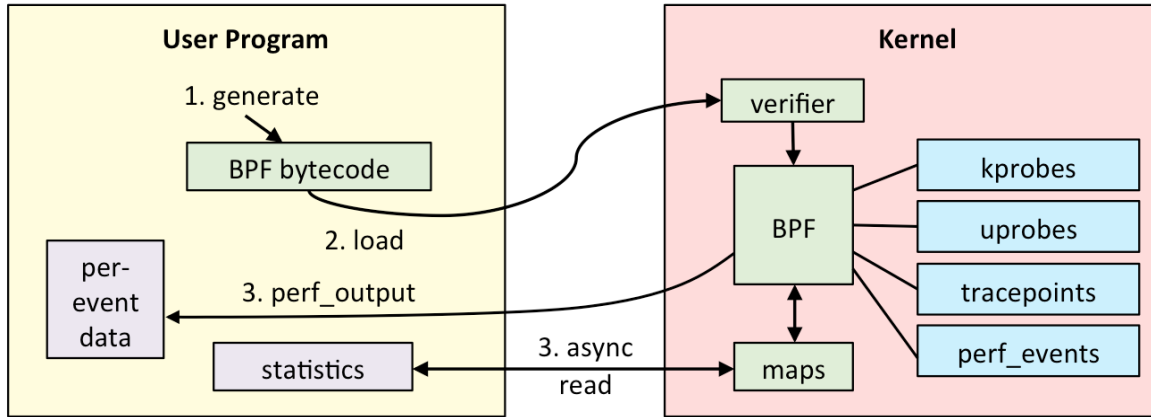 User Program
1. generate
BPF bytecode
2. load
per-
event
data
3. perf_output
statistics
3. async
read
Kernel
verifier
BPF
maps
kprobes
uprobes
tracepoints
perf_events